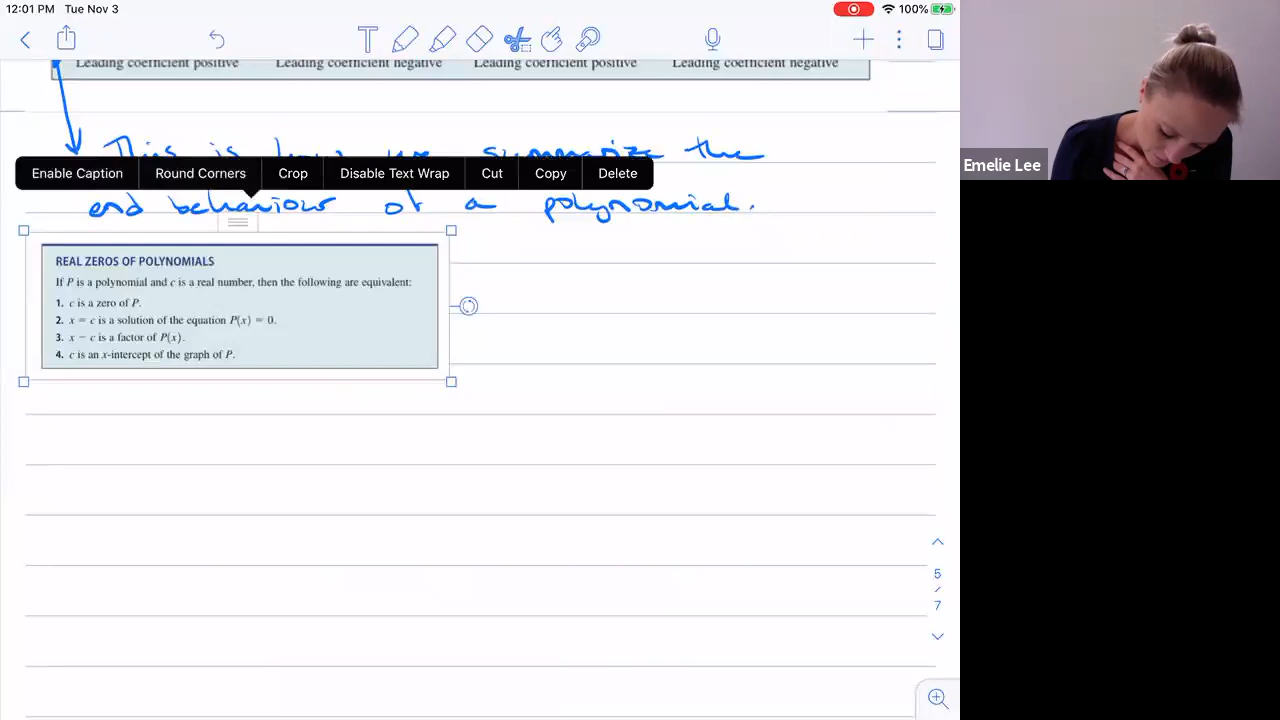 12:01 PM Tue Nov 3
100%
Leading coefficient positive Leading coefficient negative Leading coefficient positive Leading coefficient negative
This is how we summarize the
Enable Caption Round Corners Crop Disable Text Wrap Cut Copy Delete
end behaviour of a polynomial.
REAL ZEROS OF POLYNOMIALS
If P is a polynomial and c is a real number, then the following are equivalent:
1. c is a zero of P.
2. x = c is a solution of the equation P(x) = 0.
3. x − c is a factor of P(x).
4. c is an x-intercept of the graph of P.
5
/
7
Emelie Lee